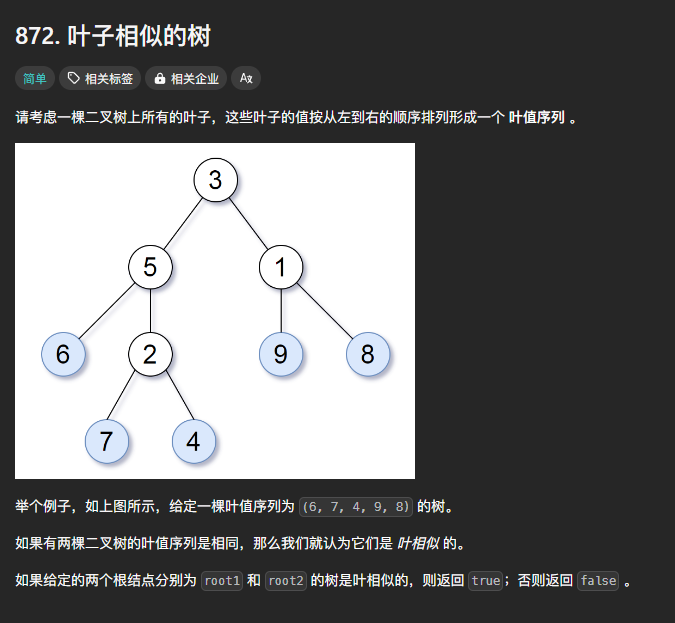 872. 叶子相似的树
简单 相关标签 相关企业 A文
请考虑一棵二叉树上所有的叶子，这些叶子的值按从左到右的顺序排列形成一个 叶值序列 。
3
5 1
6 2 9 8
7 4
举个例子，如上图所示，给定一棵叶值序列为 (6, 7, 4, 9, 8) 的树。
如果有两棵二叉树的叶值序列是相同，那么我们就认为它们是 叶相似 的。
如果给定的两个根结点分别为 root1 和 root2 的树是叶相似的，则返回 true；否则返回 false 。